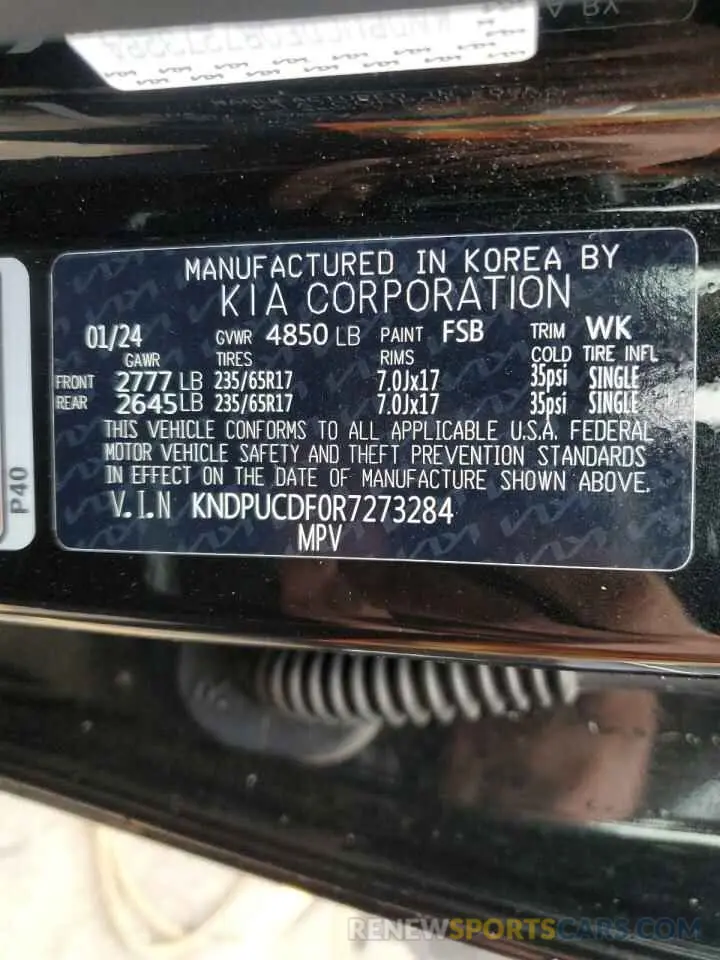 MANUFACTURED IN KOREA BY
KIA CORPORATION
01/24 GVWR 4850 LB PAINT FSB TRIM WK
GAWR TIRES RIMS COLD TIRE INFL
FRONT 2777 LB 235/65R17 7.0Jx17 35psi SINGLE
REAR 2645 LB 235/65R17 7.0Jx17 35psi SINGLE
THIS VEHICLE CONFORMS TO ALL APPLICABLE U.S.A. FEDERAL
MOTOR VEHICLE SAFETY AND THEFT PREVENTION STANDARDS
IN EFFECT ON THE DATE OF MANUFACTURE SHOWN ABOVE.
V.I.N KNDPUCDF0R7273284
MPV
P40
RENEWSPORTSCARS.COM